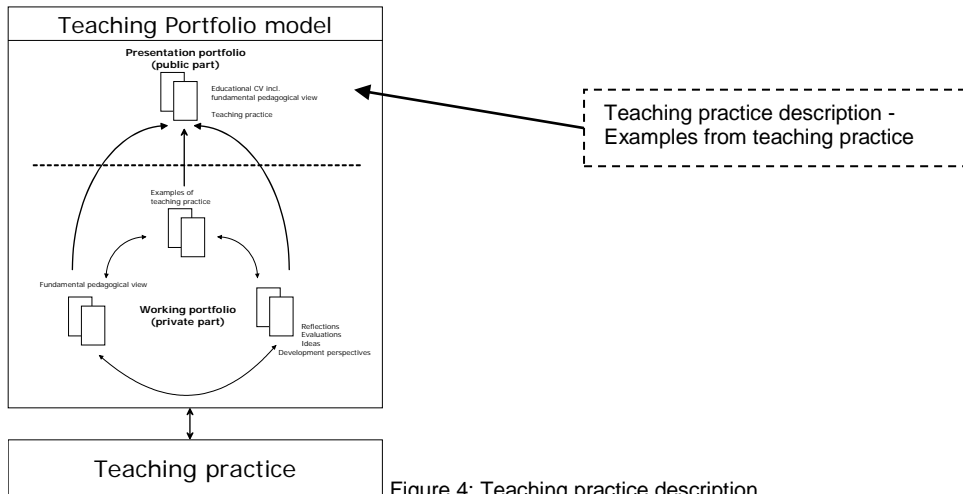 Teaching Portfolio model
Presentation portfolio
(public part)
Educational CV incl.
fundamental pedagogical view
Teaching practice
Teaching practice description -
Examples from teaching practice
Examples of
teaching practice
Fundamental pedagogical view
Working portfolio
(private part)
Reflections
Evaluations
Ideas
Development perspectives
Teaching practice
Figure 4: Teaching practice description